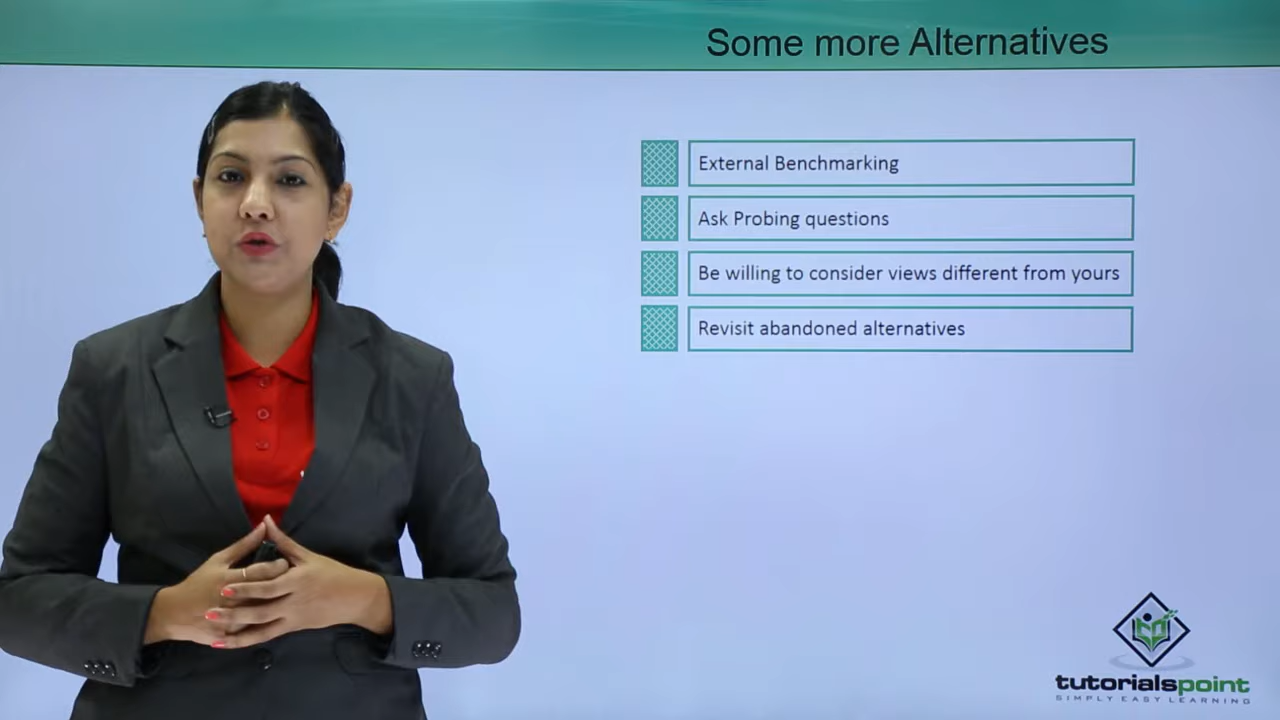 Some more Alternatives
External Benchmarking
Ask Probing questions
Be willing to consider views different from yours
Revisit abandoned alternatives
tutorialspoint
SIMPLY EASY LEARNING